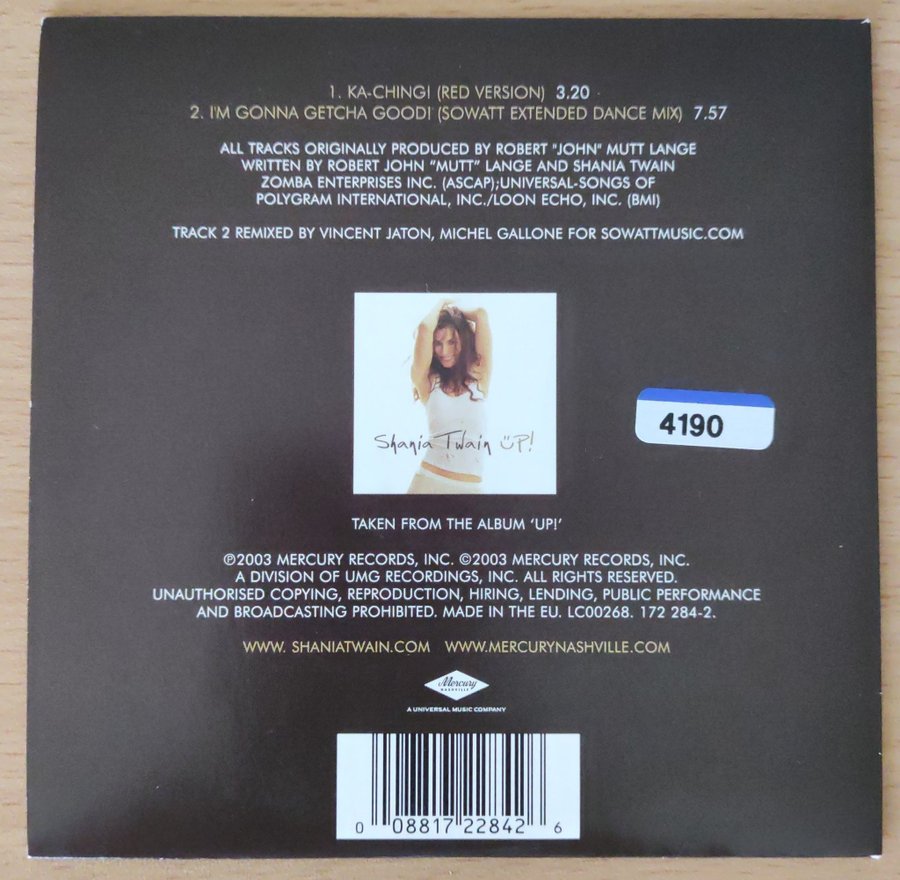 1. KA-CHING! (RED VERSION) 3.20
2. I'M GONNA GETCHA GOOD! (SOWATT EXTENDED DANCE MIX) 7.57
ALL TRACKS ORIGINALLY PRODUCED BY ROBERT "JOHN" MUTT LANGE
WRITTEN BY ROBERT JOHN “MUTT” LANGE AND SHANIA TWAIN
ZOMBA ENTERPRISES INC. (ASCAP);UNIVERSAL-SONGS OF
POLYGRAM INTERNATIONAL, INC./LOON ECHO, INC. (BMI)
TRACK 2 REMIXED BY VINCENT JATON, MICHEL GALLONE FOR SOWATTMUSIC.COM
Shania Twain UP!
4190
TAKEN FROM THE ALBUM ‘UP!’
℗2003 MERCURY RECORDS, INC. ©2003 MERCURY RECORDS, INC.
A DIVISION OF UMG RECORDINGS, INC. ALL RIGHTS RESERVED.
UNAUTHORISED COPYING, REPRODUCTION, HIRING, LENDING, PUBLIC PERFORMANCE
AND BROADCASTING PROHIBITED. MADE IN THE EU. LC00268. 172 284-2.
WWW. SHANIATWAIN.COM WWW.MERCURYNASHVILLE.COM
Mercury
NASHVILLE
A UNIVERSAL MUSIC COMPANY
0 08817 22842 6